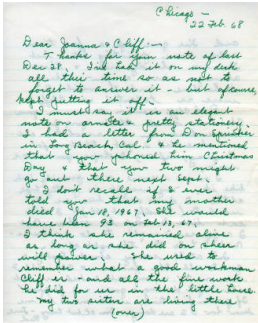 Chicago —
22 Feb. 68
Dear Joanna & Cliff —
Thanks for your note of last
Dec 28, I've had it on my desk
all this time so as not to
forget to answer it - but of course,
kept putting it off.
I must say it is an elegant
note on ornate & pretty stationery.
I had a letter from Don
in Long Beach, Cal. & he mentioned
that you phoned him Christmas
Day & that you two might
go out there next Sept.
I don't recall if I ever
told you that my mother
died Jan 18, 1967. She would
have been 93 on Feb 13, 67.
I think she remained alive
as long as she did on sheer
will power. She used to
remember what a good workman
Cliff is - and all the fine work
he did for us in the little house.
My two sisters are living there
(over)